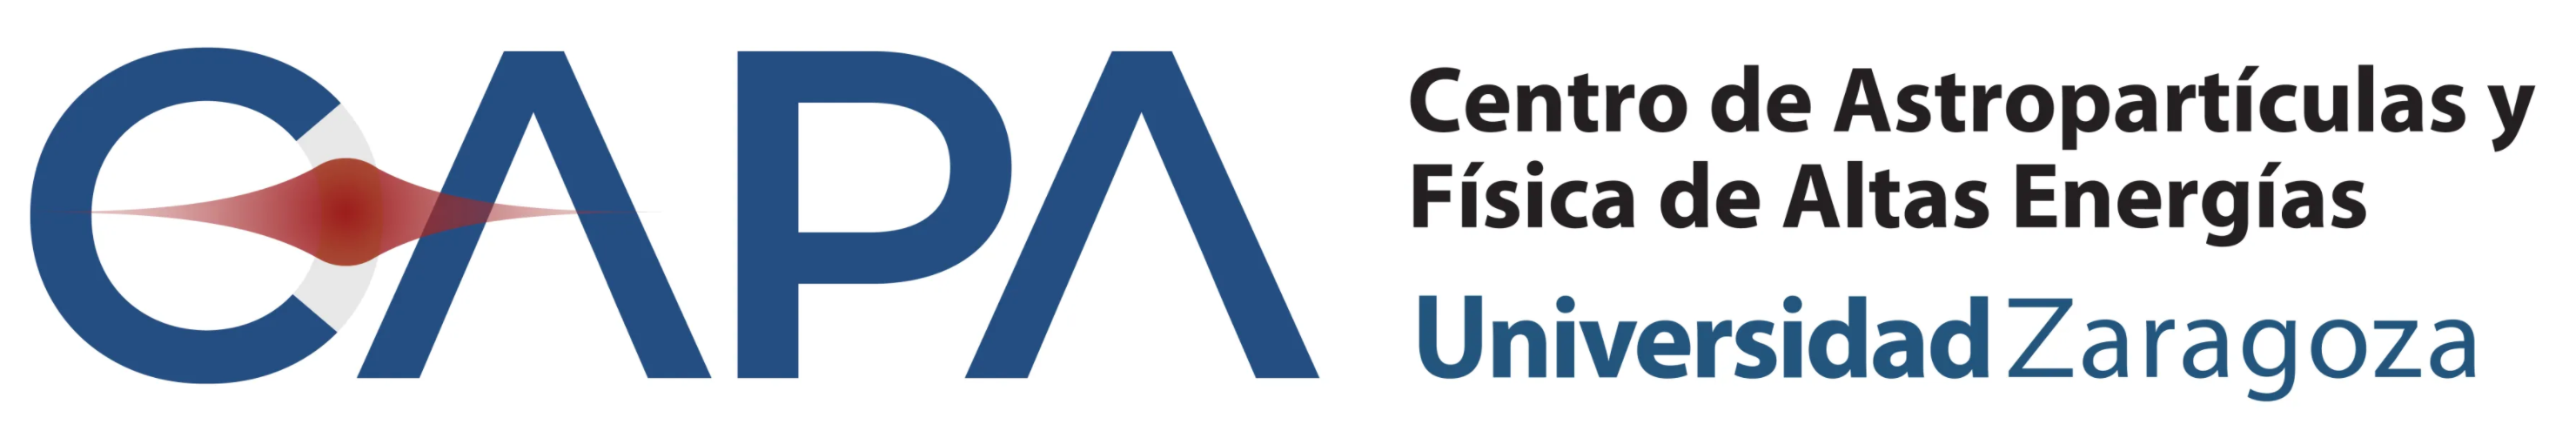 CAPA
Centro de Astropartículas y
Física de Altas Energías
Universidad Zaragoza